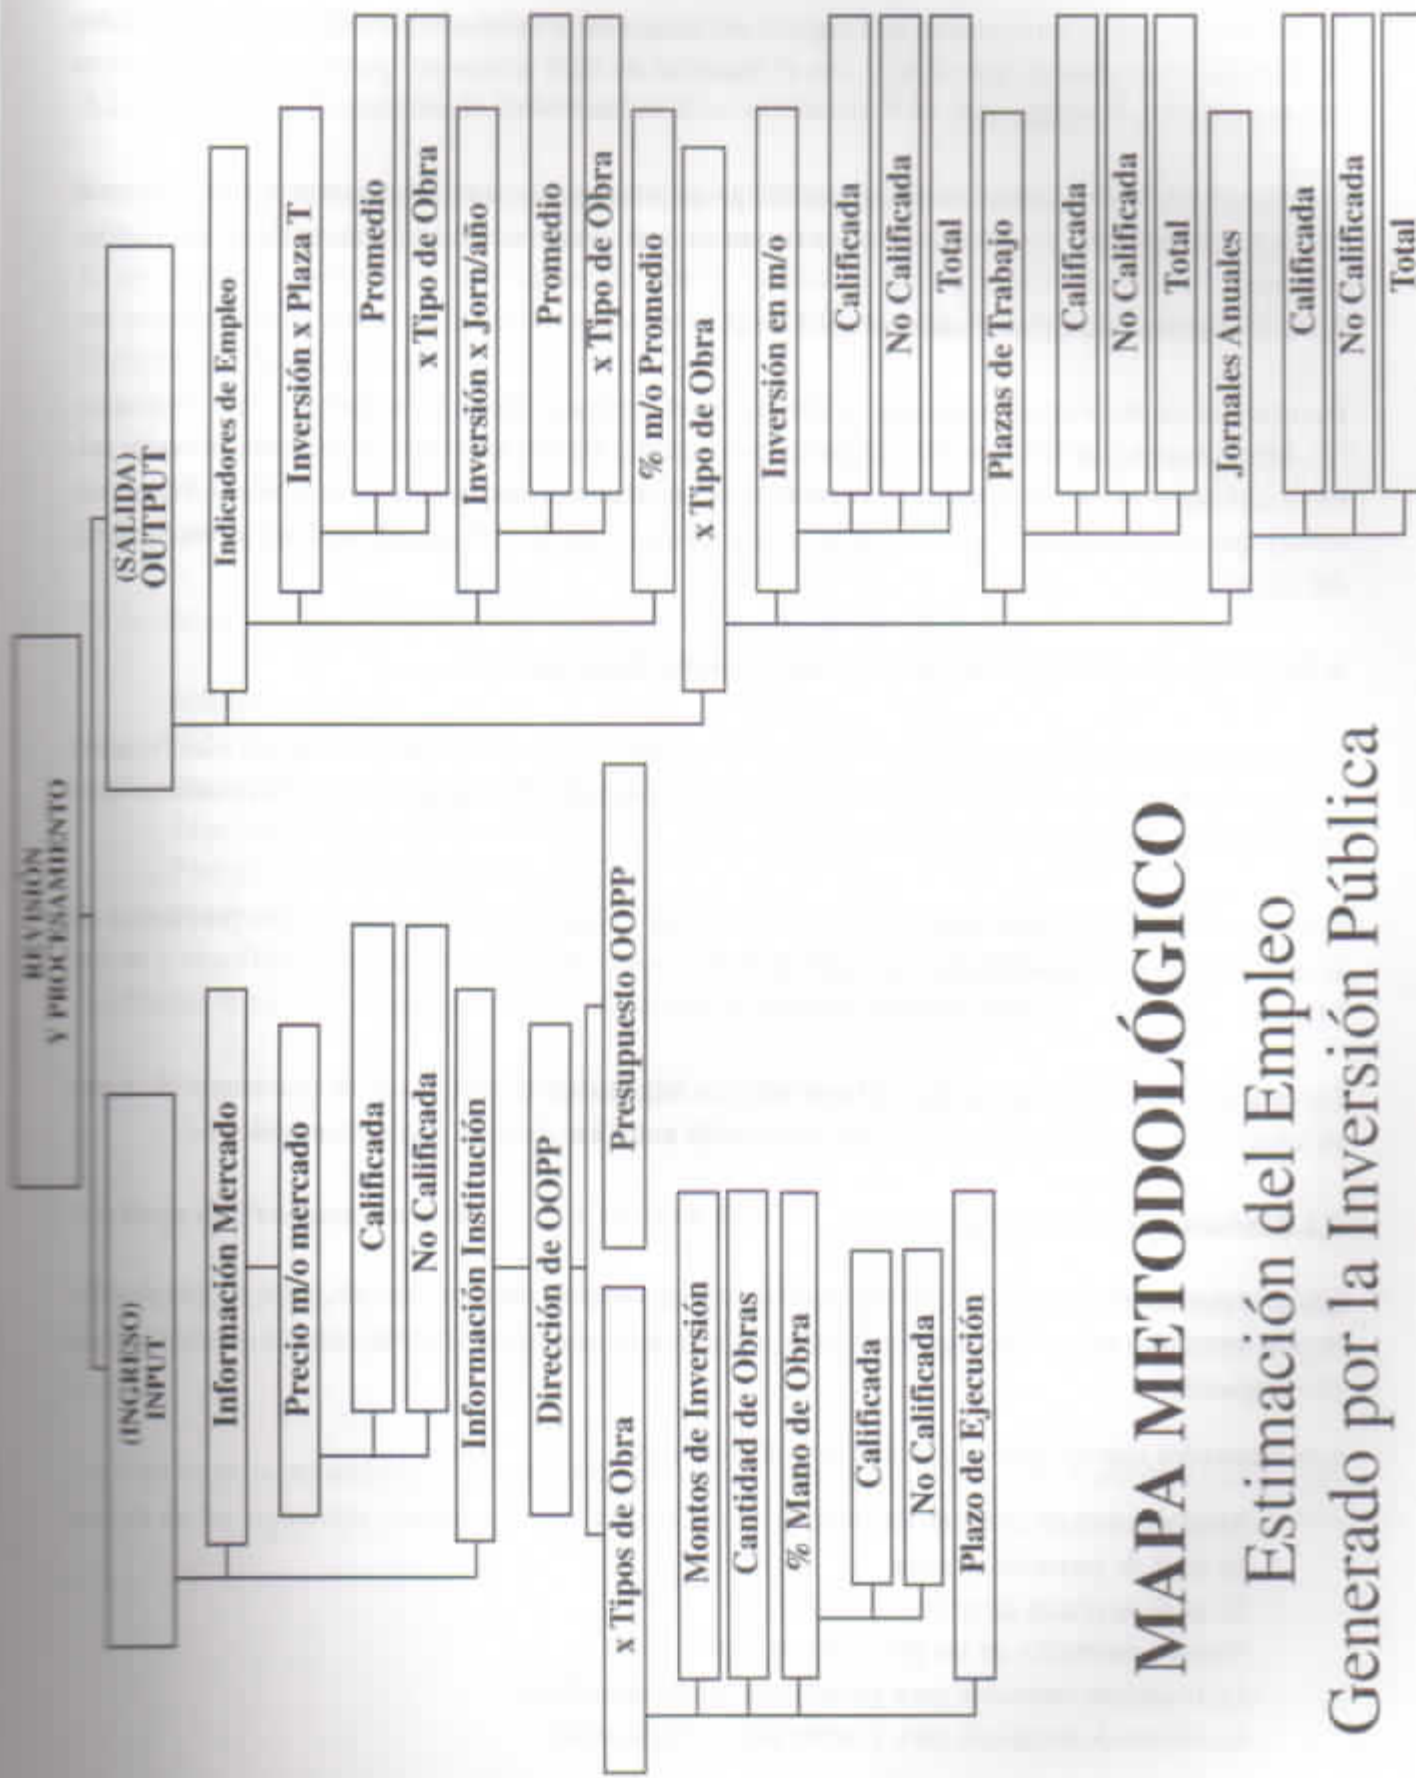 REVISIÓN
Y PROCESAMIENTO
(INGRESO)
INPUT
Información Mercado
Precio m/o mercado
Calificada
No Calificada
Información Institución
Dirección de OOPP
x Tipos de Obra
Presupuesto OOPP
Montos de Inversión
Cantidad de Obras
% Mano de Obra
Calificada
No Calificada
Plazo de Ejecución
(SALIDA)
OUTPUT
Indicadores de Empleo
Inversión x Plaza T
Promedio
x Tipo de Obra
Inversión x Jorn/año
Promedio
x Tipo de Obra
% m/o Promedio
x Tipo de Obra
Inversión en m/o
Calificada
No Calificada
Total
Plazas de Trabajo
Calificada
No Calificada
Total
Jornales Anuales
Calificada
No Calificada
Total
MAPA METODOLÓGICO
Estimación del Empleo
Generado por la Inversión Pública